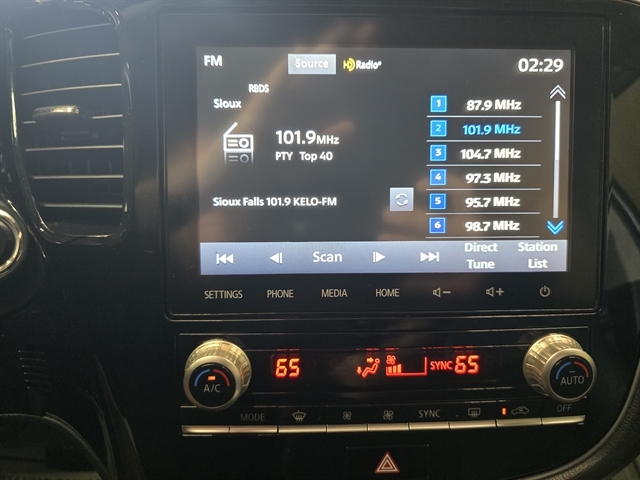 FM Source HD Radio® 02:29
RBDS
Sioux
101.9 MHz
PTY Top 40
Sioux Falls 101.9 KELO-FM
1 87.9 MHz
2 101.9 MHz
3 104.7 MHz
4 97.3 MHz
5 95.7 MHz
6 98.7 MHz
Scan
Direct Tune
Station List
SETTINGS PHONE MEDIA HOME
65 SYNC 65
A/C AUTO
MODE SYNC OFF